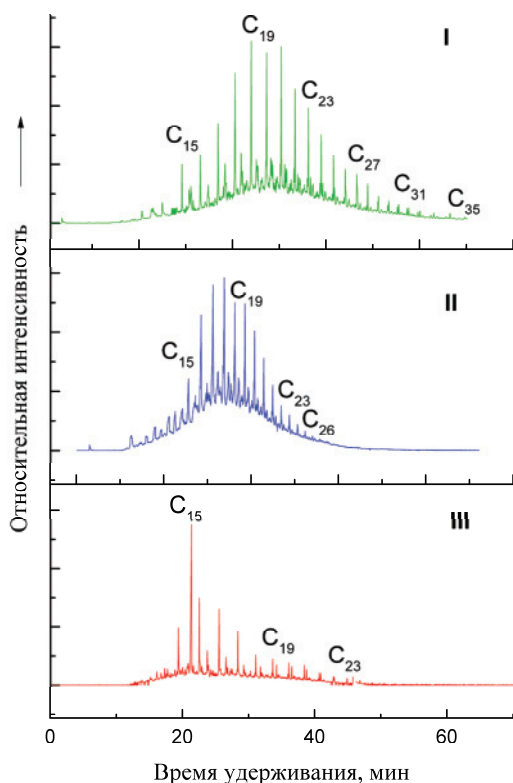 Относительная интенсивность
I
C19
C15
C23
C27
C31
C35
II
C19
C15
C23
C26
III
C15
C19
C23
0 20 40 60
Время удерживания, мин